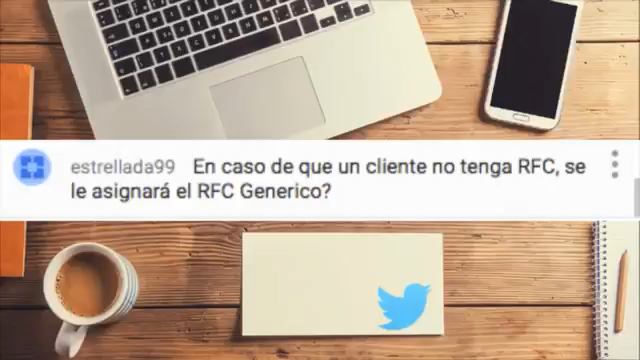 estrellada99 En caso de que un cliente no tenga RFC, se
le asignará el RFC Generico?